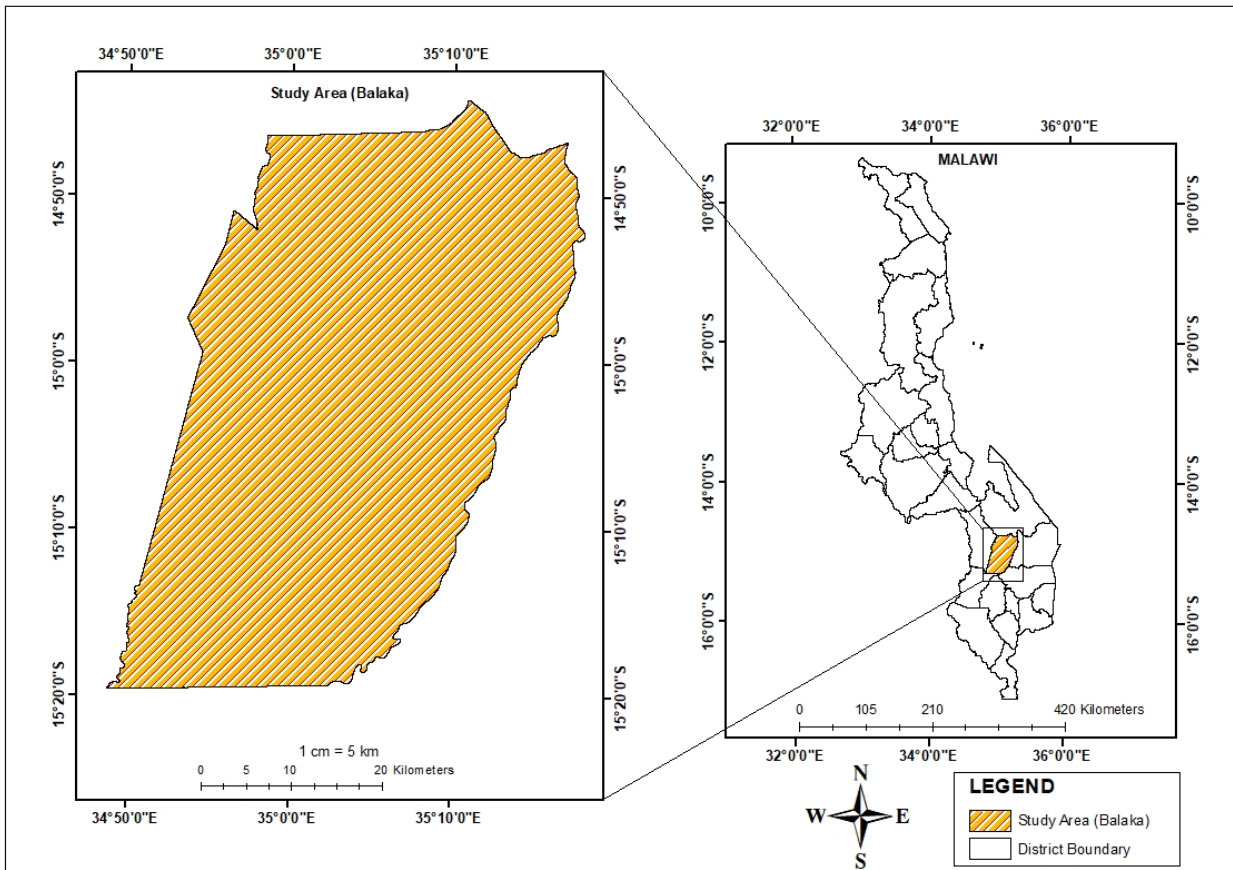 34°50'0"E 35°0'0"E 35°10'0"E
Study Area (Balaka)
14°50'0"S
15°0'0"S
15°10'0"S
15°20'0"S
14°50'0"S
15°0'0"S
15°10'0"S
15°20'0"S
1 cm = 5 km
0 5 10 20 Kilometers
34°50'0"E 35°0'0"E 35°10'0"E
32°0'0"E 34°0'0"E 36°0'0"E
MALAWI
10°0'0"S
12°0'0"S
14°0'0"S
16°0'0"S
10°0'0"S
12°0'0"S
14°0'0"S
16°0'0"S
0 105 210 420 Kilometers
32°0'0"E 34°0'0"E 36°0'0"E
N
W E
S
LEGEND
Study Area (Balaka)
District Boundary